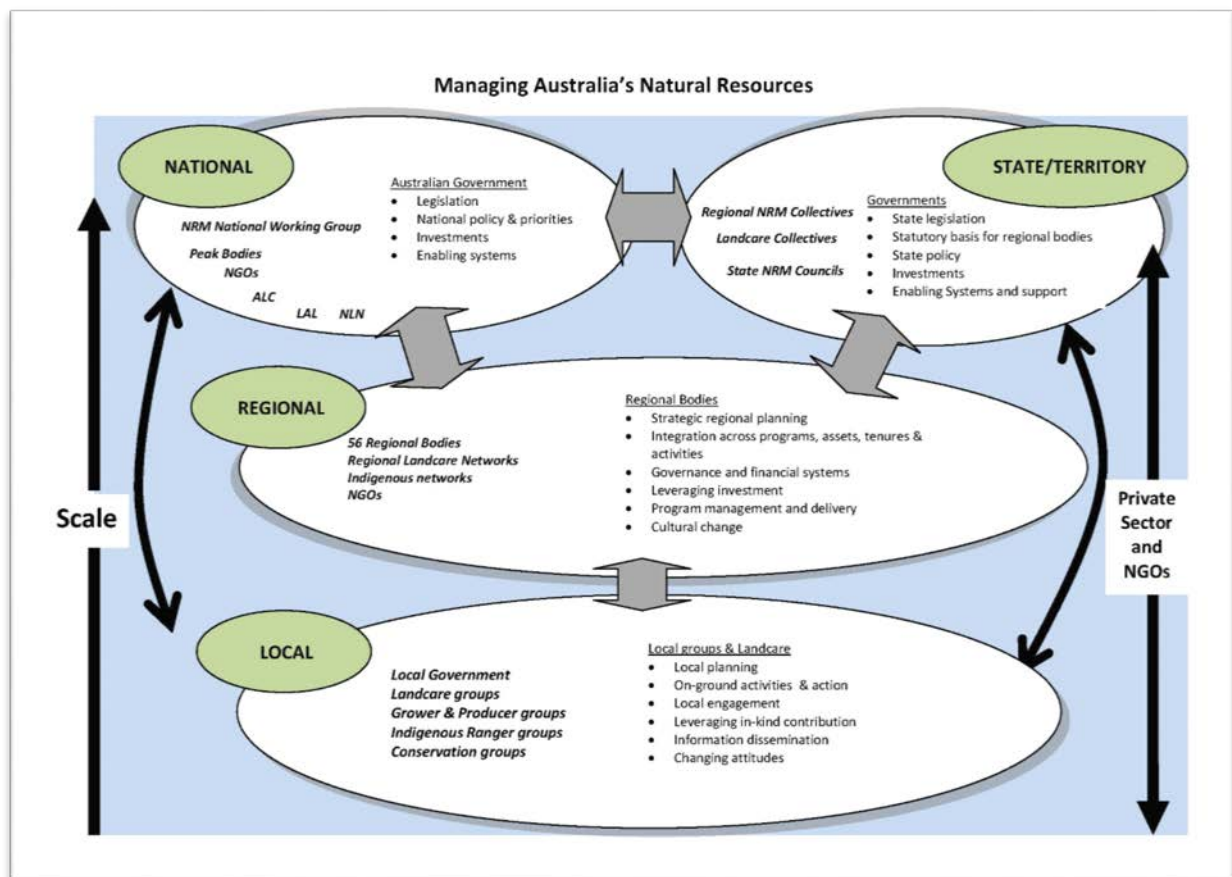 Managing Australia's Natural Resources
NATIONAL
Australian Government
• Legislation
• National policy & priorities
• Investments
• Enabling systems
NRM National Working Group
Peak Bodies
NGOs
ALC
LAL NLN
STATE/TERRITORY
Regional NRM Collectives
Landcare Collectives
State NRM Councils
Governments
• State legislation
• Statutory basis for regional bodies
• State policy
• Investments
• Enabling Systems and support
REGIONAL
56 Regional Bodies
Regional Landcare Networks
Indigenous networks
NGOs
Regional Bodies
• Strategic regional planning
• Integration across programs, assets, tenures &
activities
• Governance and financial systems
• Leveraging investment
• Program management and delivery
• Cultural change
Scale
Private
Sector
and
NGOs
LOCAL
Local Government
Landcare groups
Grower & Producer groups
Indigenous Ranger groups
Conservation groups
Local groups & Landcare
• Local planning
• On-ground activities & action
• Local engagement
• Leveraging in-kind contribution
• Information dissemination
• Changing attitudes